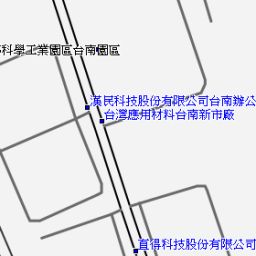 科學工業園區台南園區
漢民科技股份有限公司台南辦公
台灣應用材料台南新市廠
直得科技股份有限公司